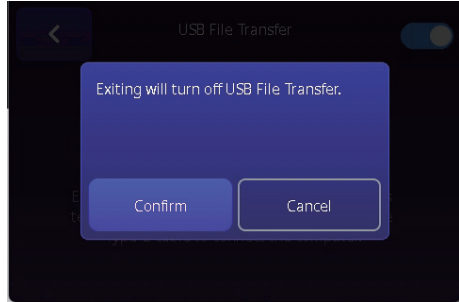 USB File Transfer
Exiting will turn off USB File Transfer.
Confirm
Cancel